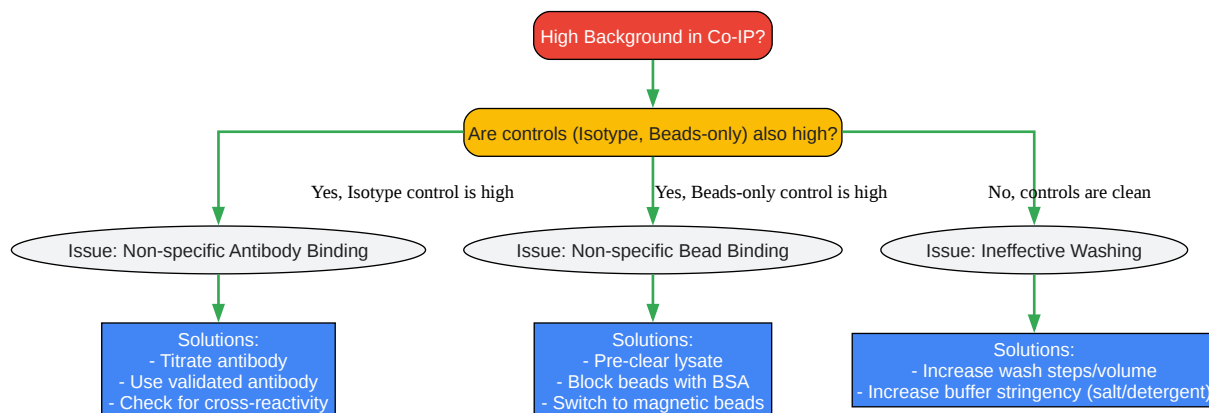 High Background in Co-IP?
Are controls (Isotype, Beads-only) also high?
Yes, Isotype control is high
Yes, Beads-only control is high
No, controls are clean
Issue: Non-specific Antibody Binding
Issue: Non-specific Bead Binding
Issue: Ineffective Washing
Solutions:
- Titrate antibody
- Use validated antibody
- Check for cross-reactivity
Solutions:
- Pre-clear lysate
- Block beads with BSA
- Switch to magnetic beads
Solutions:
- Increase wash steps/volume
- Increase buffer stringency (salt/detergent)